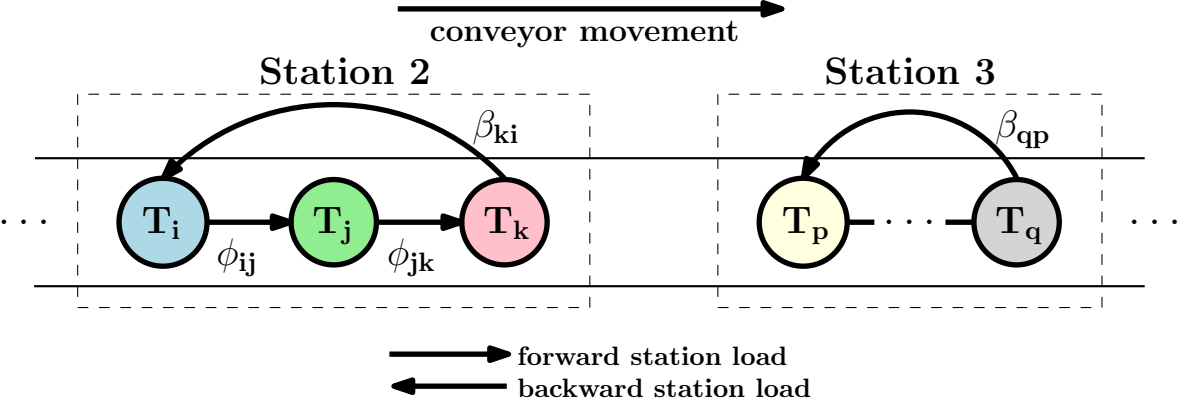 conveyor movement
Station 2 Station 3
β_ki β_qp
. . . T_i T_j T_k T_p . . . T_q . . .
ϕ_ij ϕ_jk
forward station load
backward station load